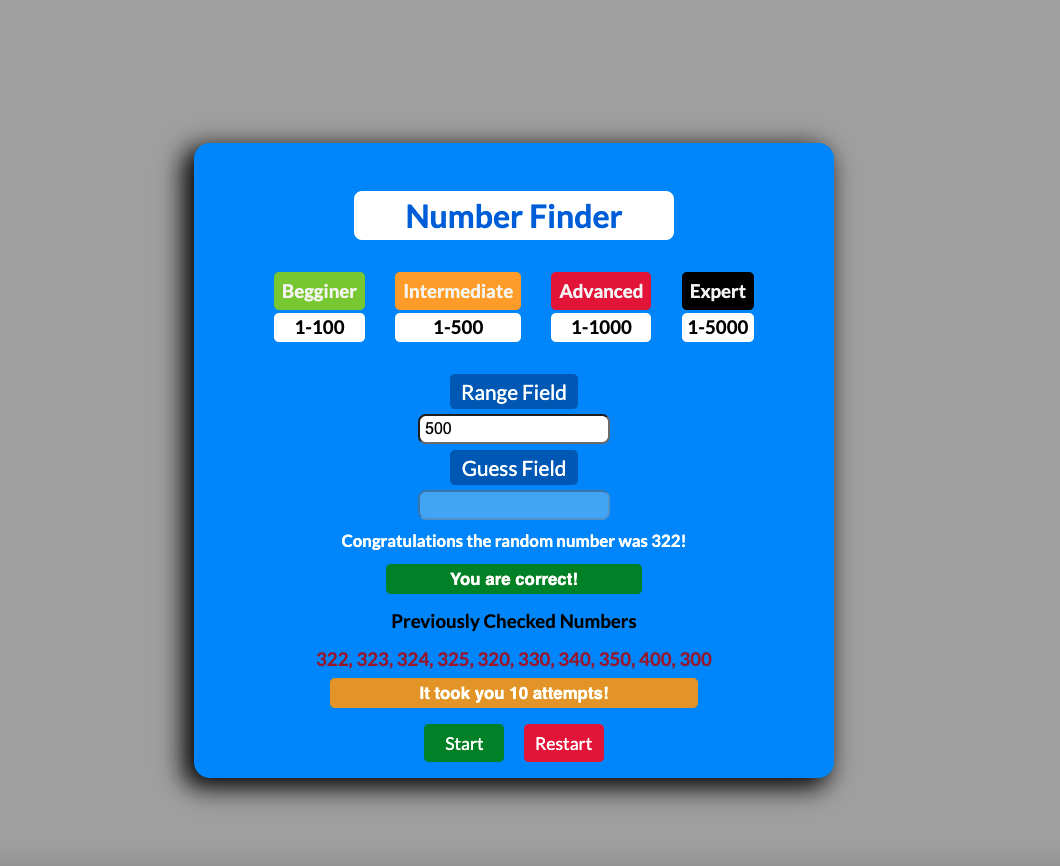 Number Finder
Begginer Intermediate Advanced Expert
1-100 1-500 1-1000 1-5000
Range Field
500
Guess Field
Congratulations the random number was 322!
You are correct!
Previously Checked Numbers
322, 323, 324, 325, 320, 330, 340, 350, 400, 300
It took you 10 attempts!
Start Restart